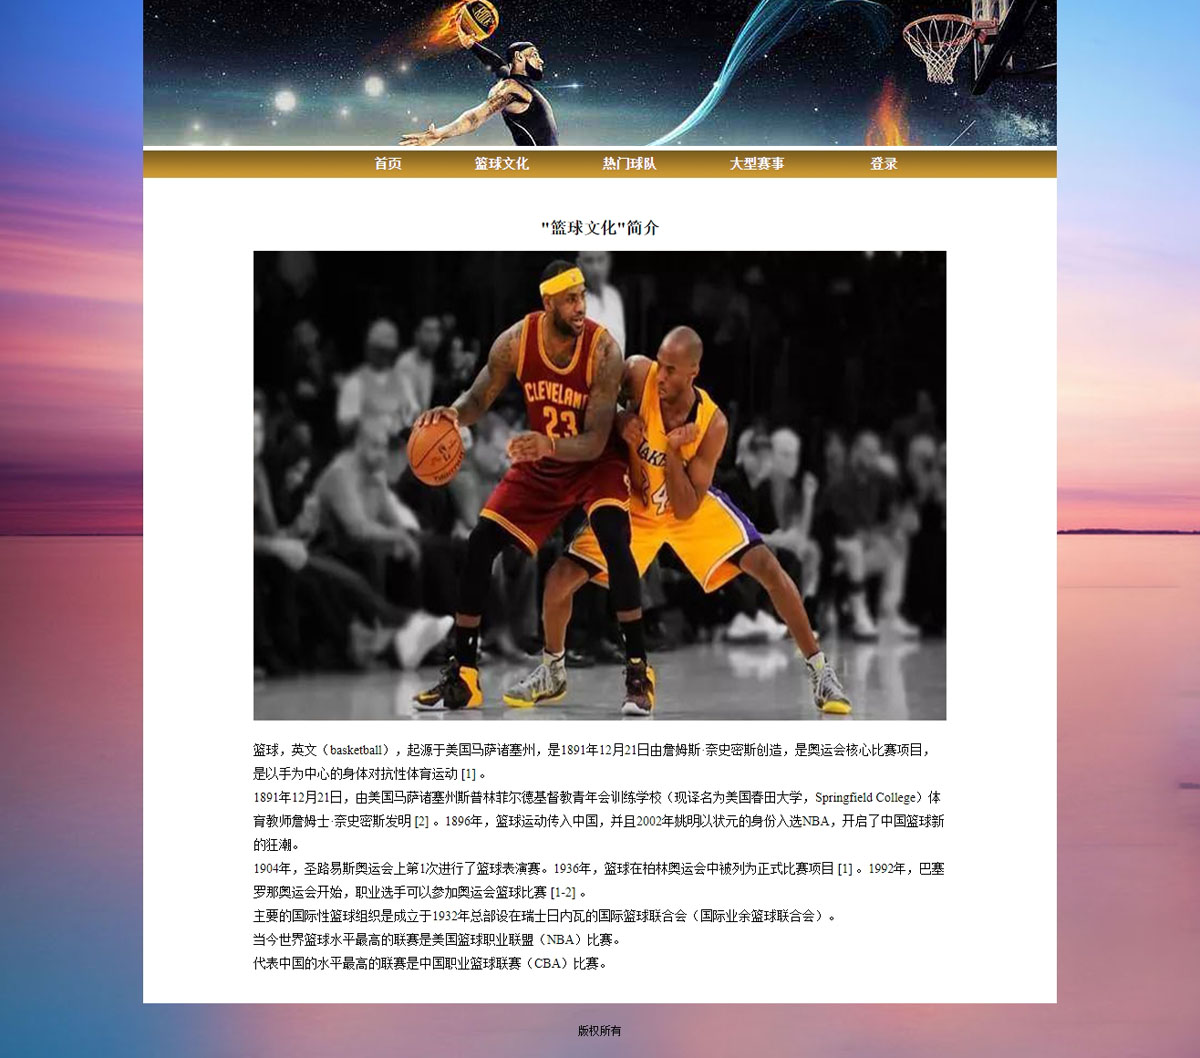 首页 篮球文化 热门球队 大型赛事 登录
"篮球文化"简介
CLEVELAND
23
篮球，英文（basketball），起源于美国马萨诸塞州，是1891年12月21日由詹姆斯·奈史密斯创造，是奥运会核心比赛项目，
是以手为中心的身体对抗性体育运动 [1] 。
1891年12月21日，由美国马萨诸塞州斯普林菲尔德基督教青年会训练学校（现译名为美国春田大学，Springfield College）体
育教师詹姆士·奈史密斯发明 [2] 。1896年，篮球运动传入中国，并且2002年姚明以状元的身份入选NBA，开启了中国篮球新
的狂潮。
1904年，圣路易斯奥运会上第1次进行了篮球表演赛。1936年，篮球在柏林奥运会中被列为正式比赛项目 [1] 。1992年，巴塞
罗那奥运会开始，职业选手可以参加奥运会篮球比赛 [1-2] 。
主要的国际性篮球组织是成立于1932年总部设在瑞士日内瓦的国际篮球联合会（国际业余篮球联合会）。
当今世界篮球水平最高的联赛是美国篮球职业联盟（NBA）比赛。
代表中国的水平最高的联赛是中国职业篮球联赛（CBA）比赛。
版权所有